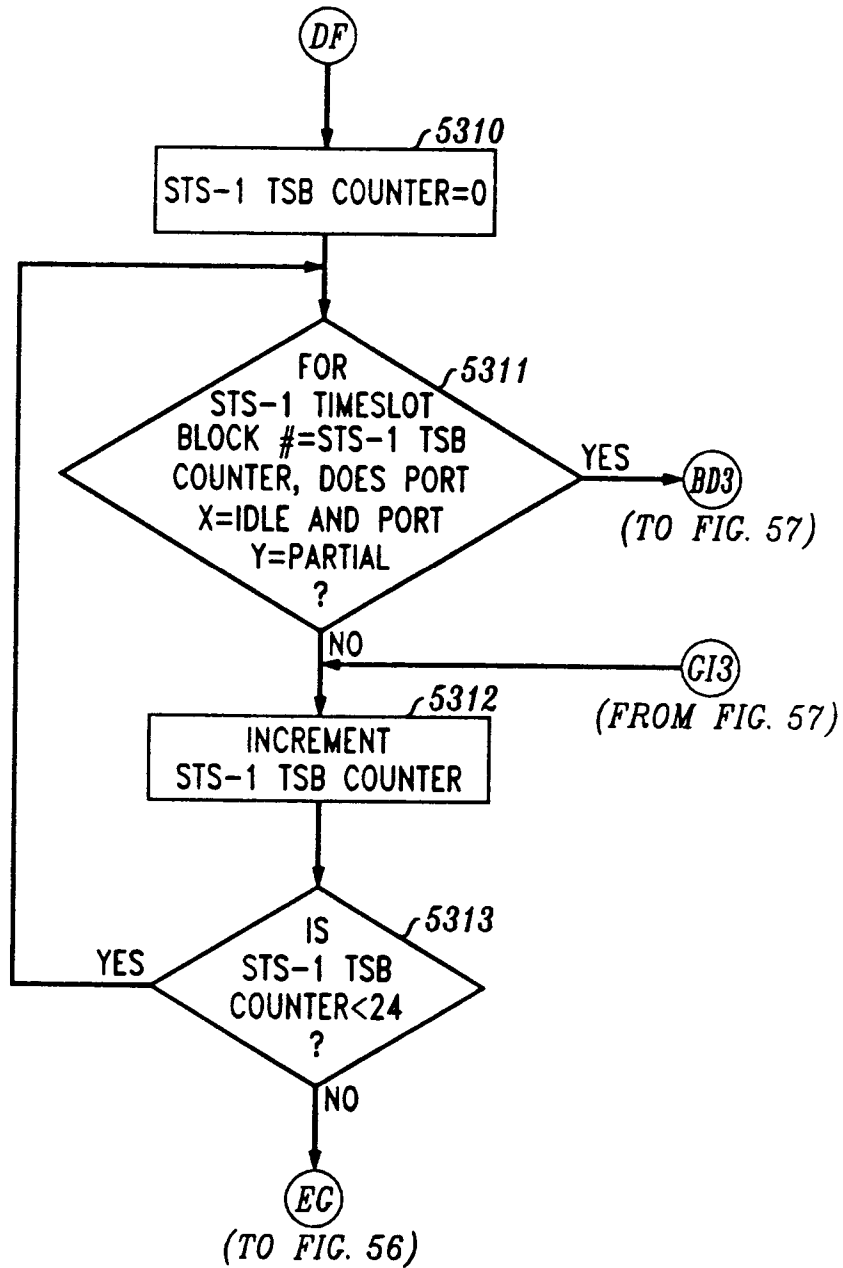 DF
5310
STS-1 TSB COUNTER=0
5311
FOR
STS-1 TIMESLOT
BLOCK #=STS-1 TSB
COUNTER, DOES PORT
X=IDLE AND PORT
Y=PARTIAL
?
YES
BD3
(TO FIG. 57)
NO
GI3
(FROM FIG. 57)
5312
INCREMENT
STS-1 TSB COUNTER
5313
IS
STS-1 TSB
COUNTER<24
?
YES
NO
EG
(TO FIG. 56)